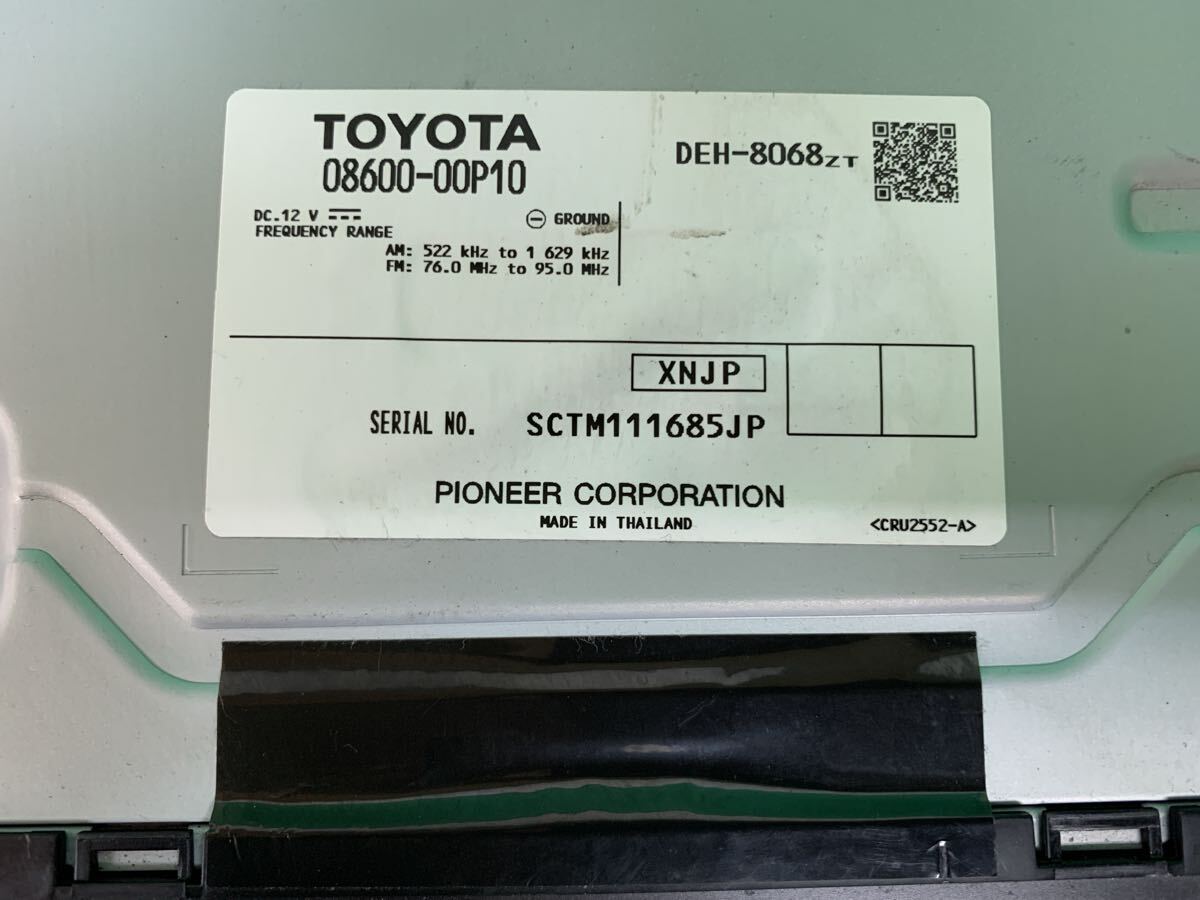 TOYOTA
08600-00P10
DEH-8068ZT
DC.12 V
GROUND
FREQUENCY RANGE
AM: 522 kHz to 1 629 kHz
FM: 76.0 MHz to 95.0 MHz
XNJP
SERIAL NO. SCTM111685JP
PIONEER CORPORATION
MADE IN THAILAND
<CRU2552-A>